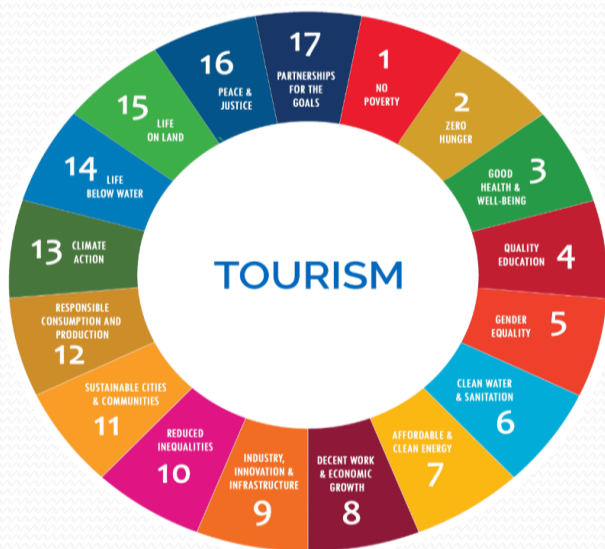 17
PARTNERSHIPS
FOR THE
GOALS
1
NO
POVERTY
2
ZERO
HUNGER
3
GOOD
HEALTH &
WELL-BEING
4
QUALITY
EDUCATION
5
GENDER
EQUALITY
6
CLEAN WATER
& SANITATION
7
AFFORDABLE &
CLEAN ENERGY
8
DECENT WORK
& ECONOMIC
GROWTH
9
INDUSTRY,
INNOVATION &
INFRASTRUCTURE
10
REDUCED
INEQUALITIES
11
SUSTAINABLE CITIES
& COMMUNITIES
12
RESPONSIBLE
CONSUMPTION AND
PRODUCTION
13
CLIMATE
ACTION
14
LIFE
BELOW WATER
15
LIFE
ON LAND
16
PEACE &
JUSTICE
TOURISM